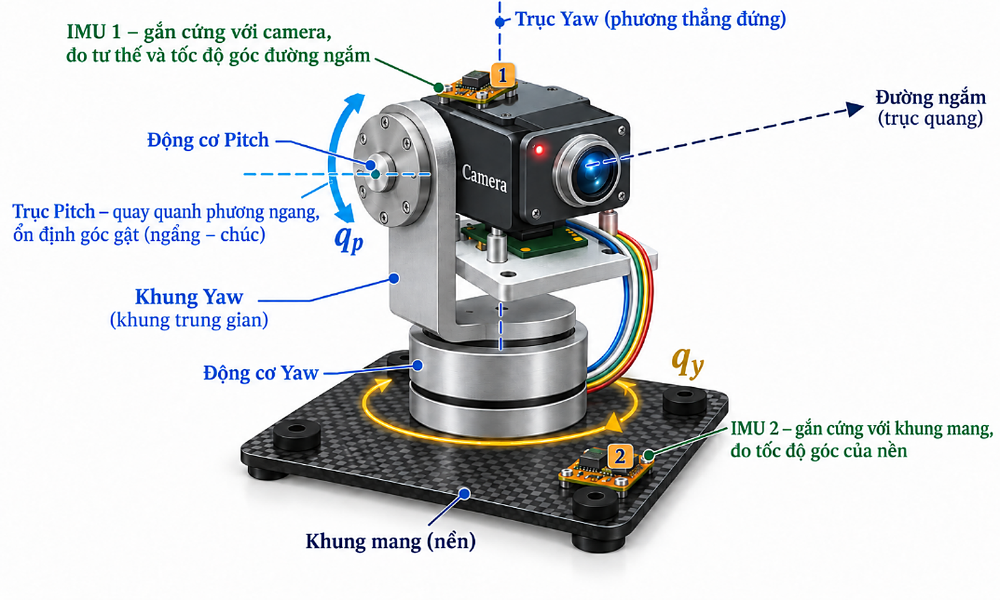 IMU 1 – gắn cứng với camera,
đo tư thế và tốc độ góc đường ngắm
Trục Yaw (phương thẳng đứng)
1
Đường ngắm
(trục quang)
Động cơ Pitch
Camera
Trục Pitch – quay quanh phương ngang,
ổn định góc gật (ngẩng – chúc)
qp
Khung Yaw
(khung trung gian)
Động cơ Yaw
qy
IMU 2 – gắn cứng với khung mang,
đo tốc độ góc của nền
2
Khung mang (nền)